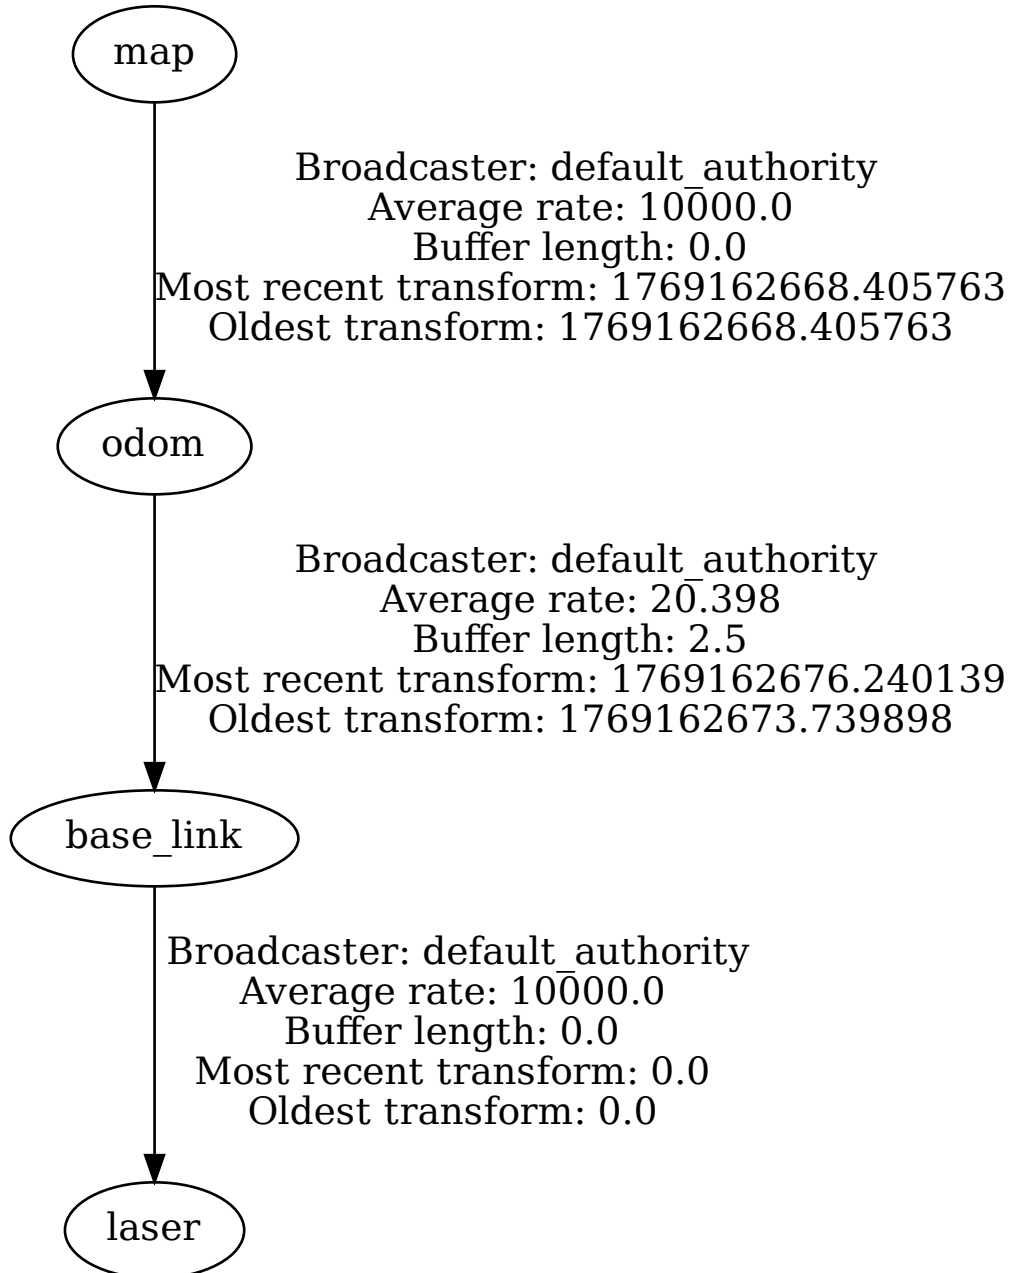 map
Broadcaster: default_authority
Average rate: 10000.0
Buffer length: 0.0
Most recent transform: 1769162668.405763
Oldest transform: 1769162668.405763
odom
Broadcaster: default_authority
Average rate: 20.398
Buffer length: 2.5
Most recent transform: 1769162676.240139
Oldest transform: 1769162673.739898
base_link
Broadcaster: default_authority
Average rate: 10000.0
Buffer length: 0.0
Most recent transform: 0.0
Oldest transform: 0.0
laser